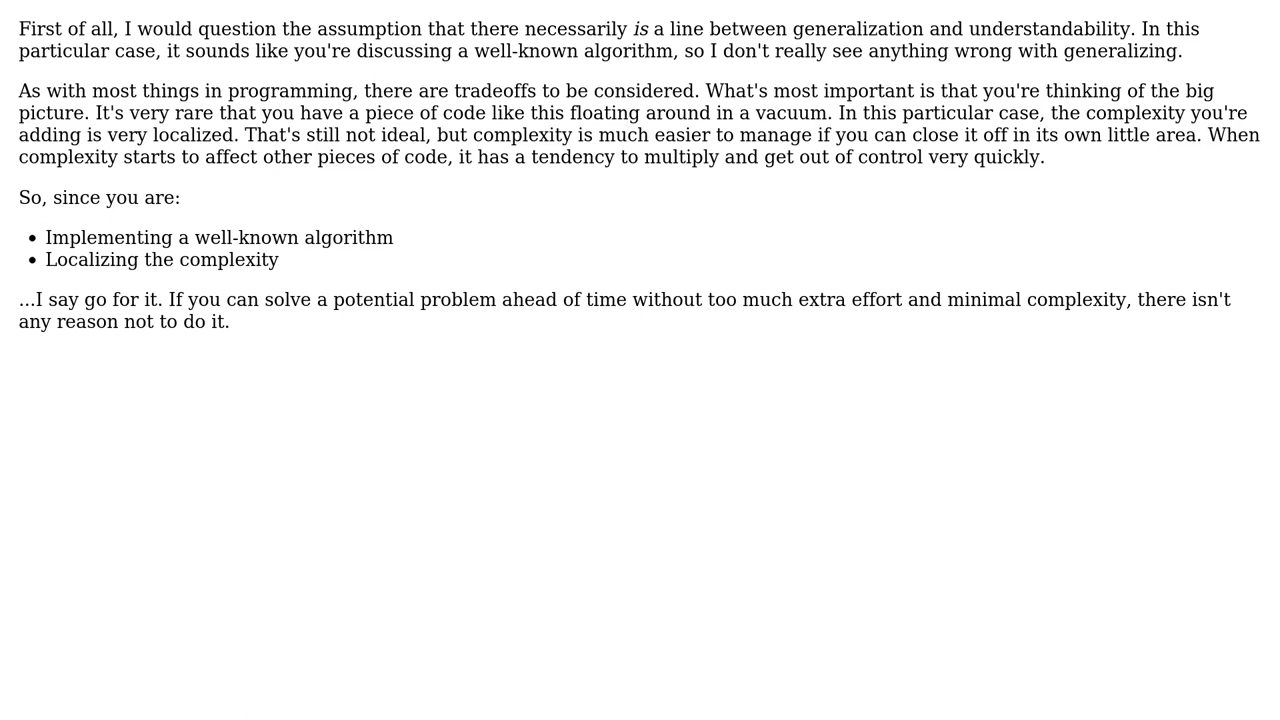 First of all, I would question the assumption that there necessarily is a line between generalization and understandability. In this
particular case, it sounds like you're discussing a well-known algorithm, so I don't really see anything wrong with generalizing.
As with most things in programming, there are tradeoffs to be considered. What's most important is that you're thinking of the big
picture. It's very rare that you have a piece of code like this floating around in a vacuum. In this particular case, the complexity you're
adding is very localized. That's still not ideal, but complexity is much easier to manage if you can close it off in its own little area. When
complexity starts to affect other pieces of code, it has a tendency to multiply and get out of control very quickly.
So, since you are:
• Implementing a well-known algorithm
• Localizing the complexity
...I say go for it. If you can solve a potential problem ahead of time without too much extra effort and minimal complexity, there isn't
any reason not to do it.